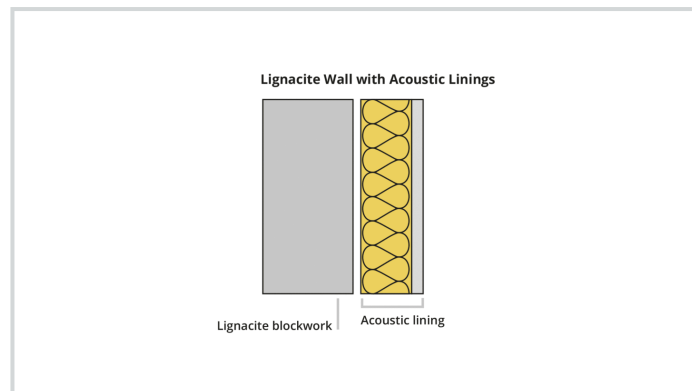 Lignacite Wall with Acoustic Linings
Lignacite blockwork
Acoustic lining